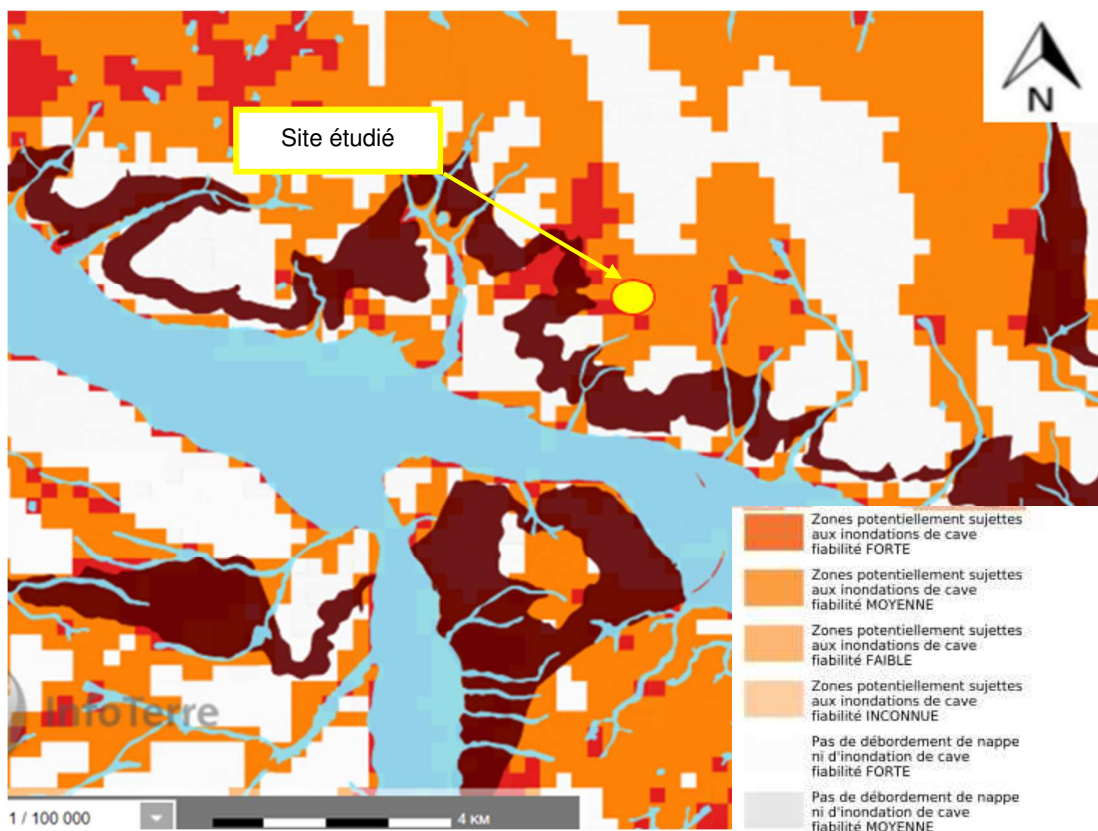 N
Site étudié
Zones potentiellement sujettes
aux inondations de cave
fiabilité FORTE
Zones potentiellement sujettes
aux inondations de cave
fiabilité MOYENNE
Zones potentiellement sujettes
aux inondations de cave
fiabilité FAIBLE
Zones potentiellement sujettes
aux inondations de cave
fiabilité INCONNUE
Pas de débordement de nappe
ni d'inondation de cave
fiabilité FORTE
Pas de débordement de nappe
ni d'inondation de cave
fiabilité MOYENNE
InfoTerre
1 / 100 000
4 KM